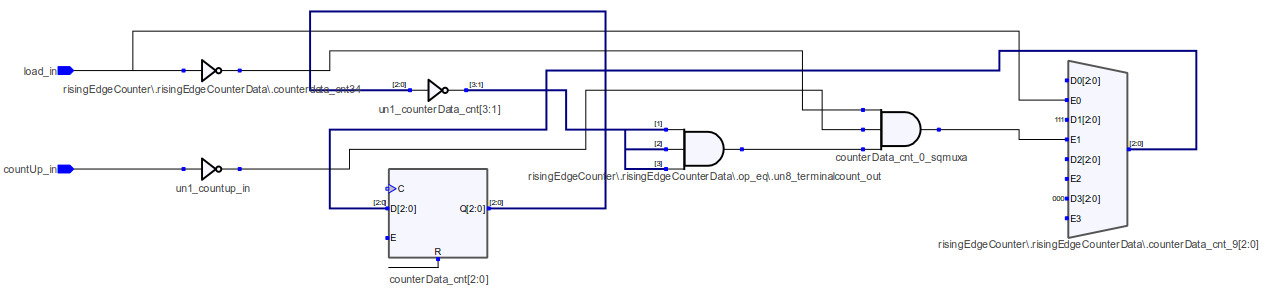 load_in
risingEdgeCounter\.risingEdgeCounterData\.counterdata_cnt34
[2:0]
[3:1]
un1_counterData_cnt[3:1]
countUp_in
un1_countup_in
[1]
[2]
[3]
risingEdgeCounter\.risingEdgeCounterData\.op_eq\.un8_terminalcount_out
counterData_cnt_0_sqmuxa
C
[2:0]
D[2:0]
Q[2:0]
[2:0]
E
R
counterData_cnt[2:0]
D0[2:0]
E0
111
D1[2:0]
E1
[2:0]
D2[2:0]
E2
000
D3[2:0]
E3
risingEdgeCounter\.risingEdgeCounterData\.counterData_cnt_9[2:0]